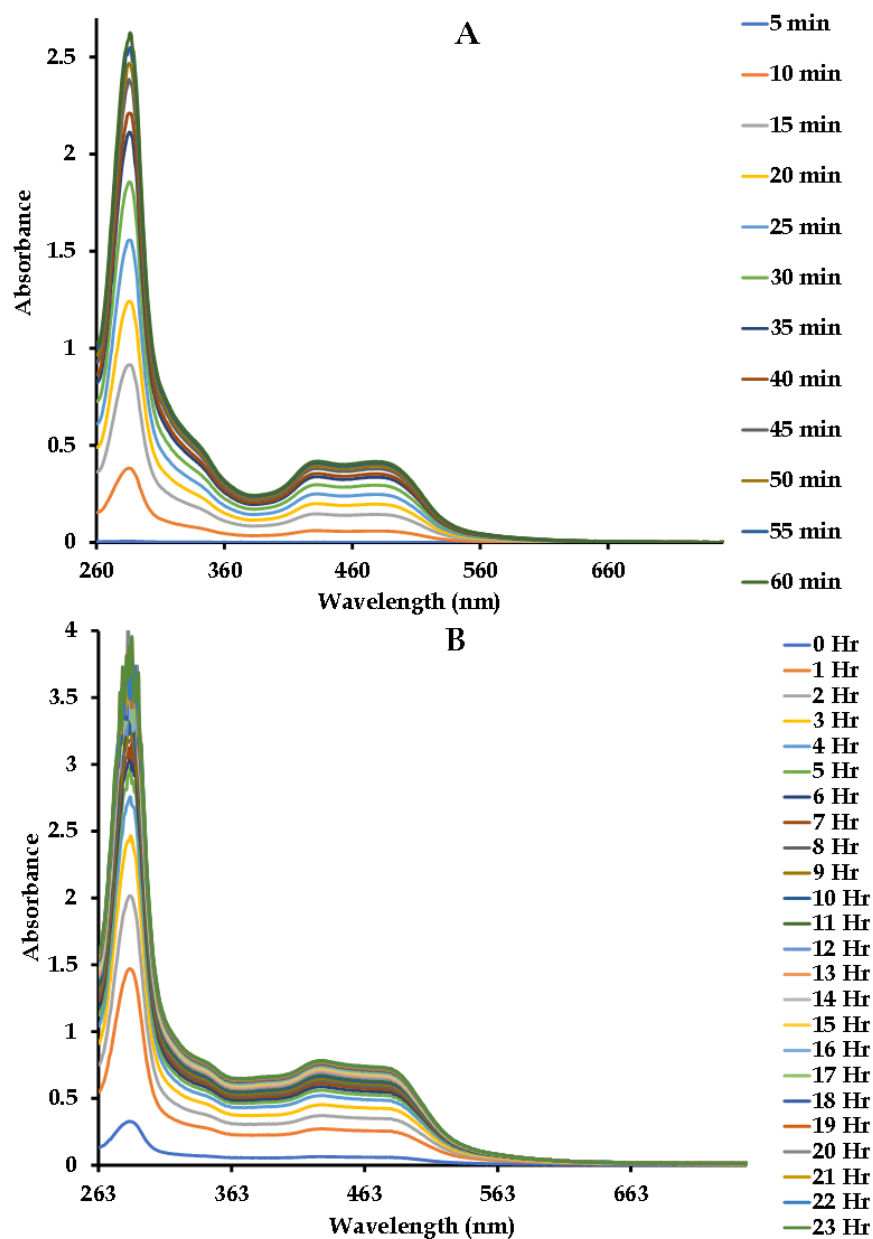 A
2.5
2
1.5
1
0.5
0
Absorbance
260 360 460 560 660
Wavelength (nm)
5 min
10 min
15 min
20 min
25 min
30 min
35 min
40 min
45 min
50 min
55 min
60 min
B
4
3.5
3
2.5
2
1.5
1
0.5
0
Absorbance
263 363 463 563 663
Wavelength (nm)
0 Hr
1 Hr
2 Hr
3 Hr
4 Hr
5 Hr
6 Hr
7 Hr
8 Hr
9 Hr
10 Hr
11 Hr
12 Hr
13 Hr
14 Hr
15 Hr
16 Hr
17 Hr
18 Hr
19 Hr
20 Hr
21 Hr
22 Hr
23 Hr